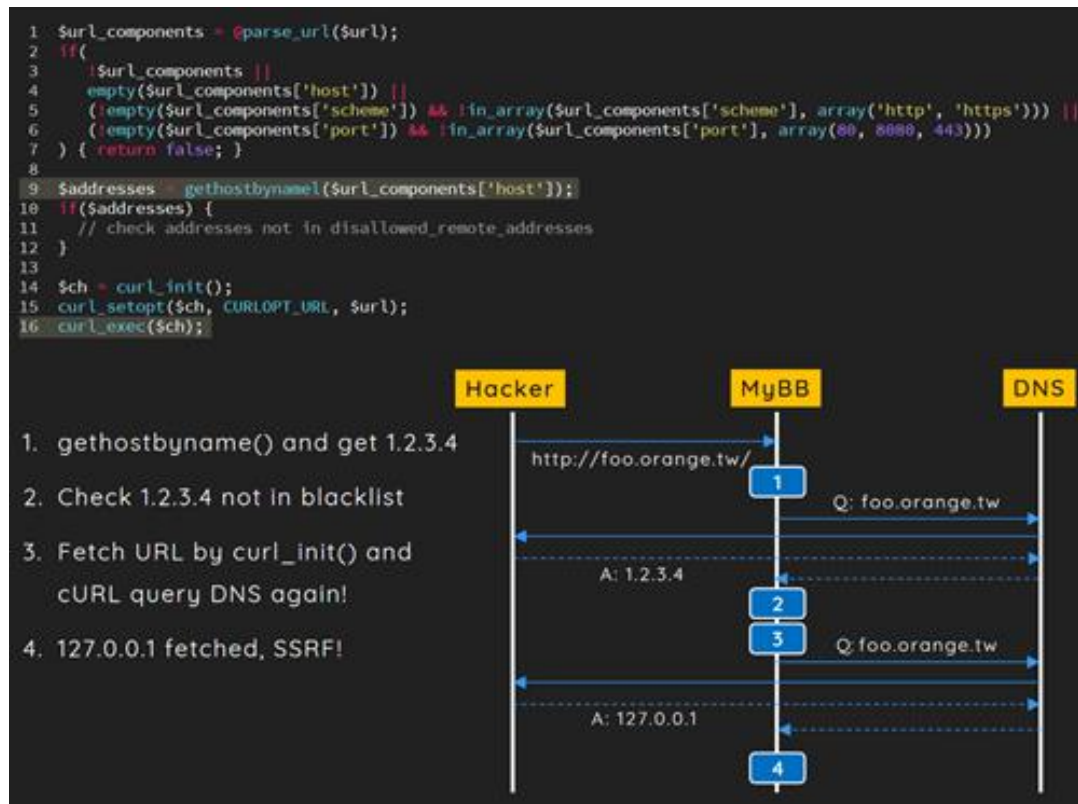 1 $url_components = @parse_url($url);
2 if(
3 !$url_components ||
4 empty($url_components['host']) ||
5 (!empty($url_components['scheme']) && !in_array($url_components['scheme'], array('http', 'https'))) ||
6 (!empty($url_components['port']) && !in_array($url_components['port'], array(80, 8080, 443)))
7 ) { return false; }
8
9 $addresses = gethostbynamel($url_components['host']);
10 if($addresses) {
11 // check addresses not in disallowed_remote_addresses
12 }
13
14 $ch = curl_init();
15 curl_setopt($ch, CURLOPT_URL, $url);
16 curl_exec($ch);
Hacker MyBB DNS
1. gethostbyname() and get 1.2.3.4
2. Check 1.2.3.4 not in blacklist
3. Fetch URL by curl_init() and
cURL query DNS again!
4. 127.0.0.1 fetched, SSRF!
http://foo.orange.tw/
1
Q: foo.orange.tw
A: 1.2.3.4
2
3
Q: foo.orange.tw
A: 127.0.0.1
4